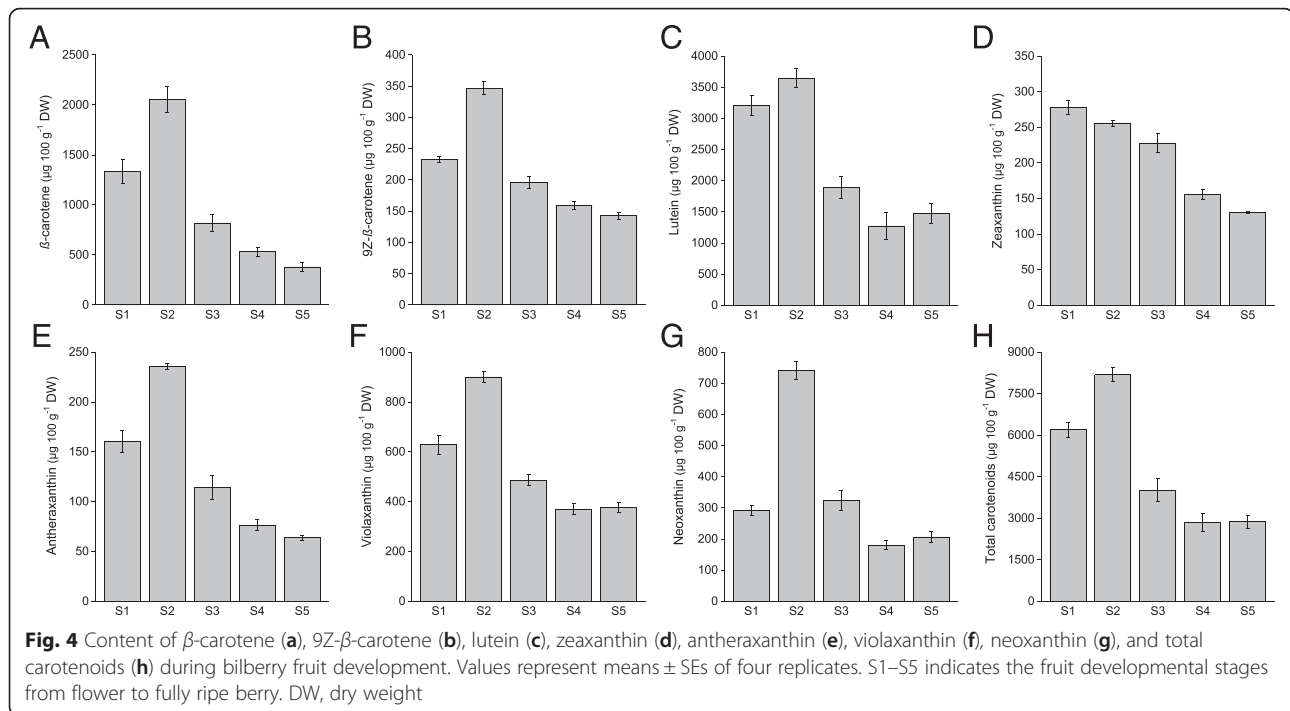 A
2500
2000
1500
1000
500
0
ß-carotene (µg 100 g⁻¹ DW)
S1 S2 S3 S4 S5
B
400
350
300
250
200
150
100
50
0
9Z-ß-carotene (µg 100 g⁻¹ DW)
S1 S2 S3 S4 S5
C
4000
3500
3000
2500
2000
1500
1000
500
0
Lutein (µg 100 g⁻¹ DW)
S1 S2 S3 S4 S5
D
350
300
250
200
150
100
50
0
Zeaxanthin (µg 100 g⁻¹ DW)
S1 S2 S3 S4 S5
E
250
200
150
100
50
0
Antheraxanthin (µg 100 g⁻¹ DW)
S1 S2 S3 S4 S5
F
1000
800
600
400
200
0
Violaxanthin (µg 100 g⁻¹ DW)
S1 S2 S3 S4 S5
G
800
700
600
500
400
300
200
100
0
Neoxanthin (µg 100 g⁻¹ DW)
S1 S2 S3 S4 S5
H
9000
7500
6000
4500
3000
1500
0
Total carotenoids (µg 100 g⁻¹ DW)
S1 S2 S3 S4 S5
Fig. 4 Content of β-carotene (a), 9Z-β-carotene (b), lutein (c), zeaxanthin (d), antheraxanthin (e), violaxanthin (f), neoxanthin (g), and total
carotenoids (h) during bilberry fruit development. Values represent means ± SEs of four replicates. S1–S5 indicates the fruit developmental stages
from flower to fully ripe berry. DW, dry weight